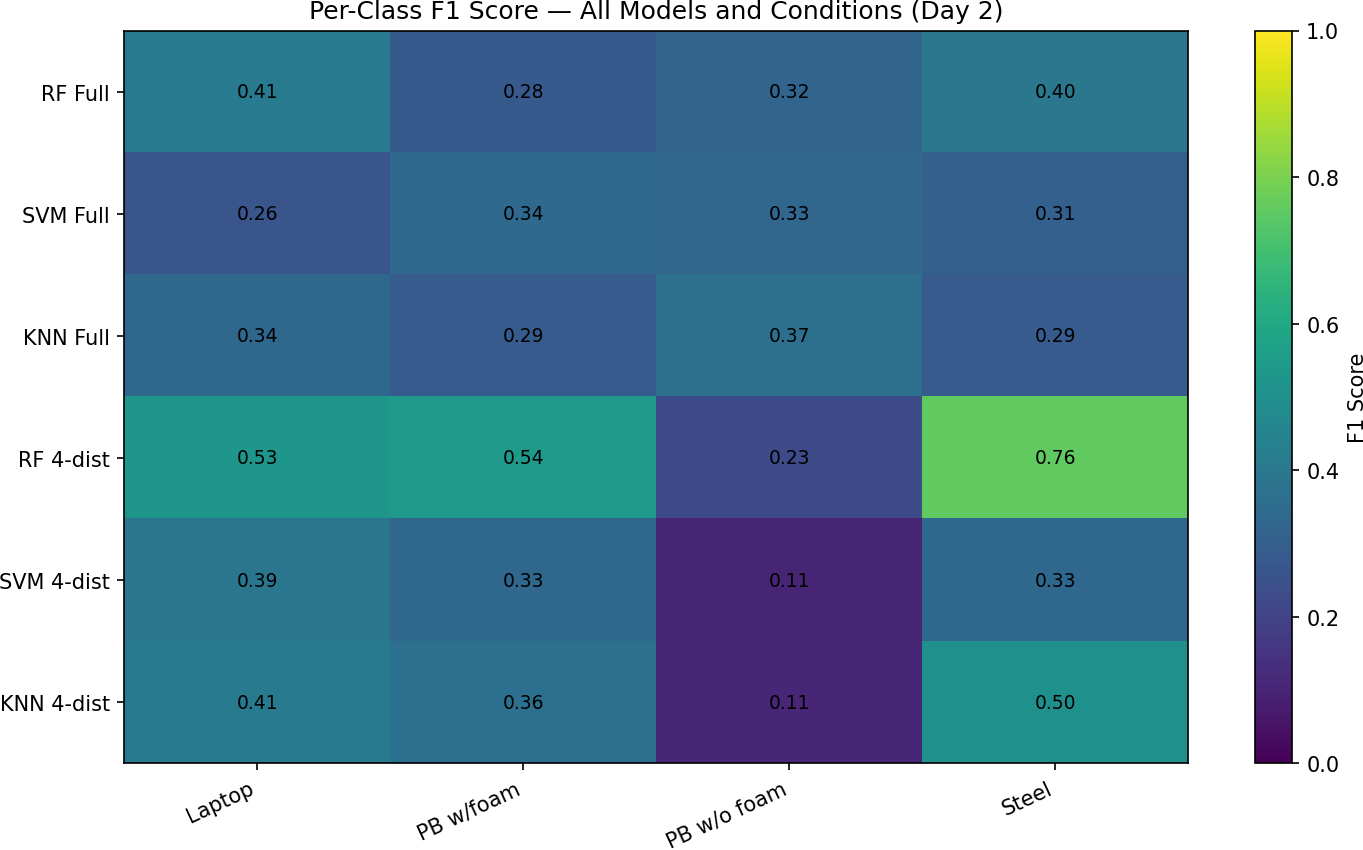 Per-Class F1 Score — All Models and Conditions (Day 2)
RF Full 0.41 0.28 0.32 0.40
SVM Full 0.26 0.34 0.33 0.31
KNN Full 0.34 0.29 0.37 0.29
RF 4-dist 0.53 0.54 0.23 0.76
SVM 4-dist 0.39 0.33 0.11 0.33
KNN 4-dist 0.41 0.36 0.11 0.50
Laptop PB w/foam PB w/o foam Steel
1.0
0.8
0.6
0.4
0.2
0.0
F1 Score